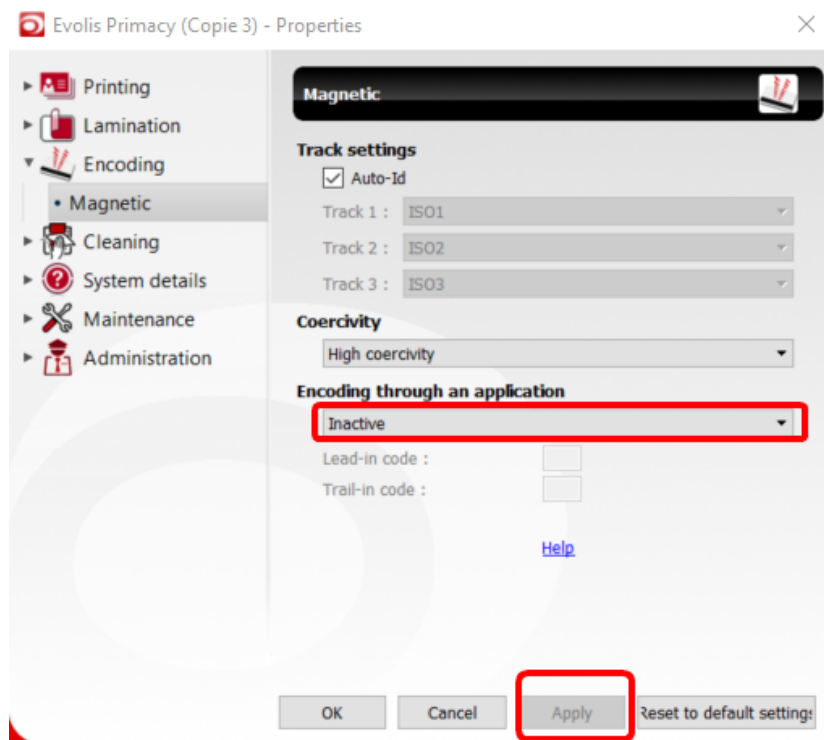 Evolis Primacy (Copie 3) - Properties
Printing
Lamination
Encoding
Magnetic
Cleaning
System details
Maintenance
Administration
Magnetic
Track settings
Auto-Id
Track 1 : ISO1
Track 2 : ISO2
Track 3 : ISO3
Coercivity
High coercivity
Encoding through an application
Inactive
Lead-in code :
Trail-in code :
Help
OK Cancel Apply Reset to default settings